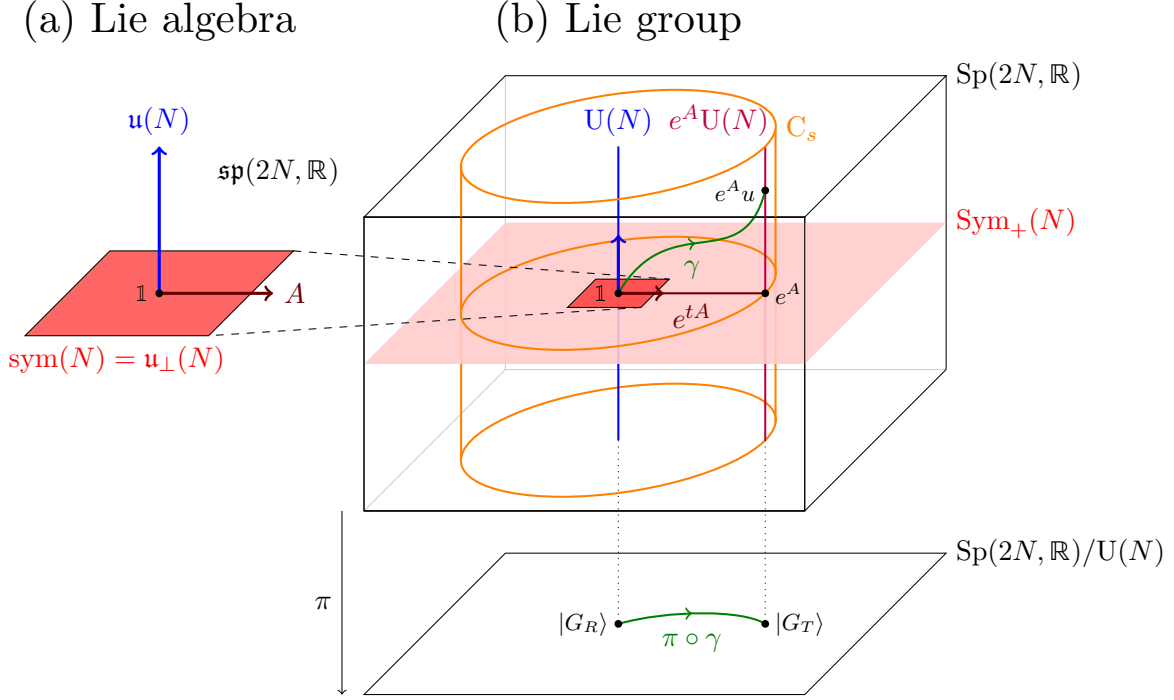 (a) Lie algebra
𝔲(N)
𝔰𝔭(2N, ℝ)
𝟙
A
sym(N) = 𝔲⊥(N)
(b) Lie group
Sp(2N, ℝ)
U(N)
e^A U(N)
C_s
e^A u
Sym₊(N)
γ
𝟙
e^A
e^{tA}
Sp(2N, ℝ)/U(N)
π
|G_R⟩
|G_T⟩
π ∘ γ